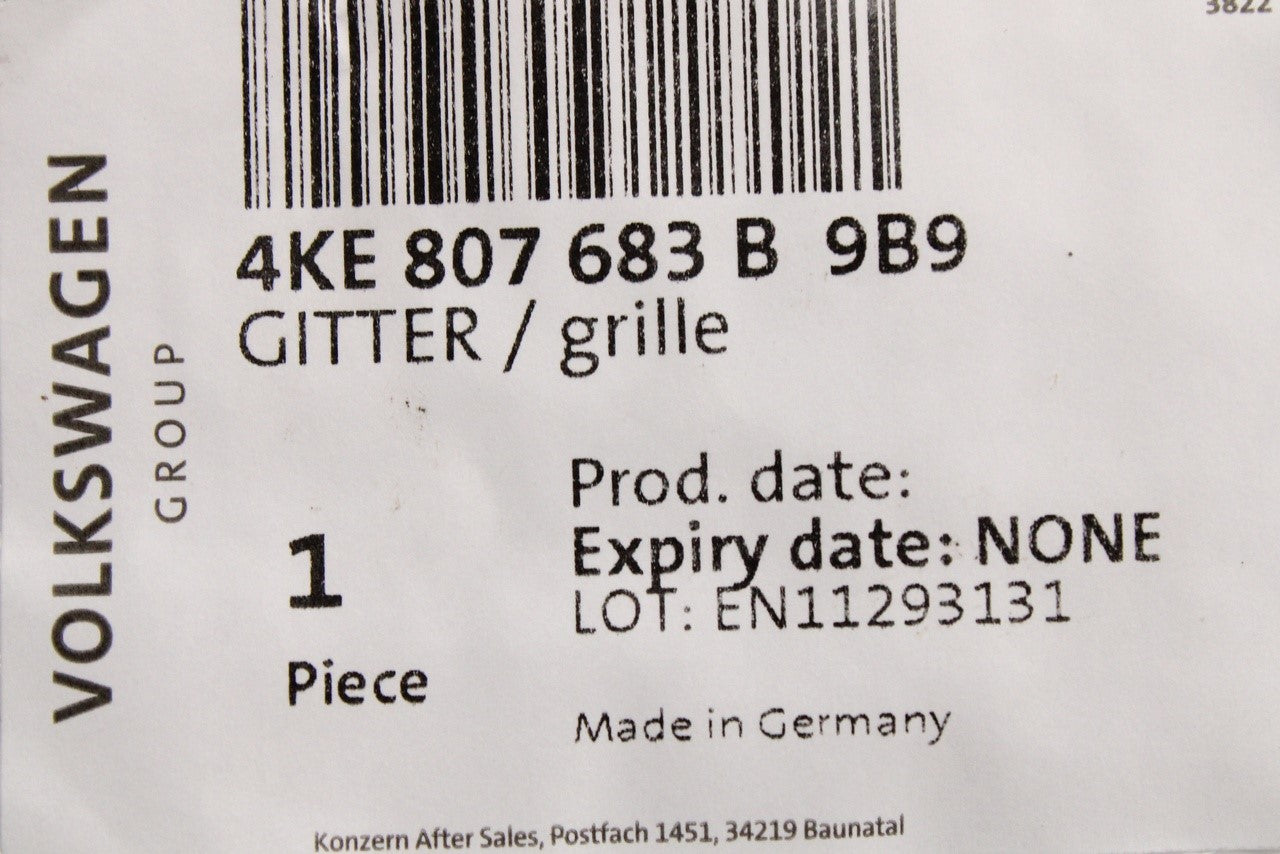 3822
4KE 807 683 B 9B9
GITTER / grille
VOLKSWAGEN
GROUP
Prod. date:
Expiry date: NONE
LOT: EN11293131
1
Piece
Made in Germany
Konzern After Sales, Postfach 1451, 34219 Baunatal